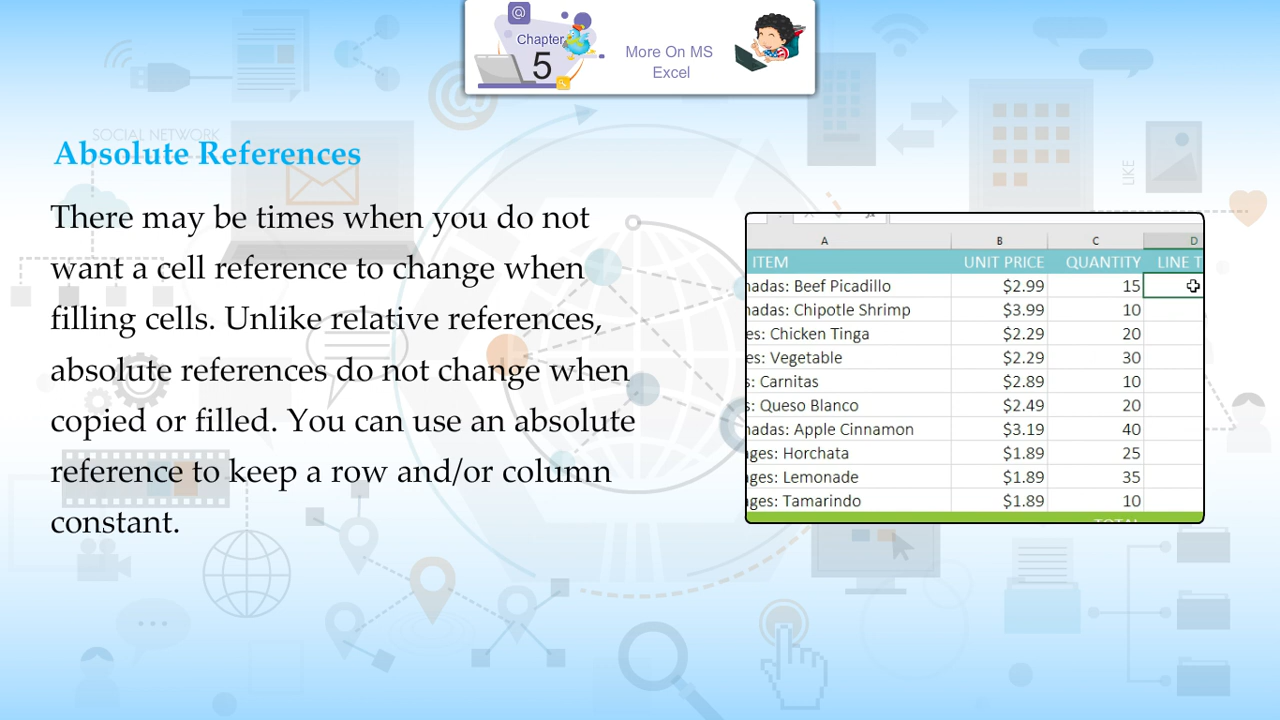 @
Chapter
5
More On MS
Excel
SOCIAL NETWORK
LIKE
Absolute References
There may be times when you do not
want a cell reference to change when
filling cells. Unlike relative references,
absolute references do not change when
copied or filled. You can use an absolute
reference to keep a row and/or column
constant.
A B C D
ITEM UNIT PRICE QUANTITY LINE T
nadas: Beef Picadillo $2.99 15
nadas: Chipotle Shrimp $3.99 10
es: Chicken Tinga $2.29 20
es: Vegetable $2.29 30
s: Carnitas $2.89 10
s: Queso Blanco $2.49 20
nadas: Apple Cinnamon $3.19 40
ges: Horchata $1.89 25
ges: Lemonade $1.89 35
ges: Tamarindo $1.89 10
TOTAL